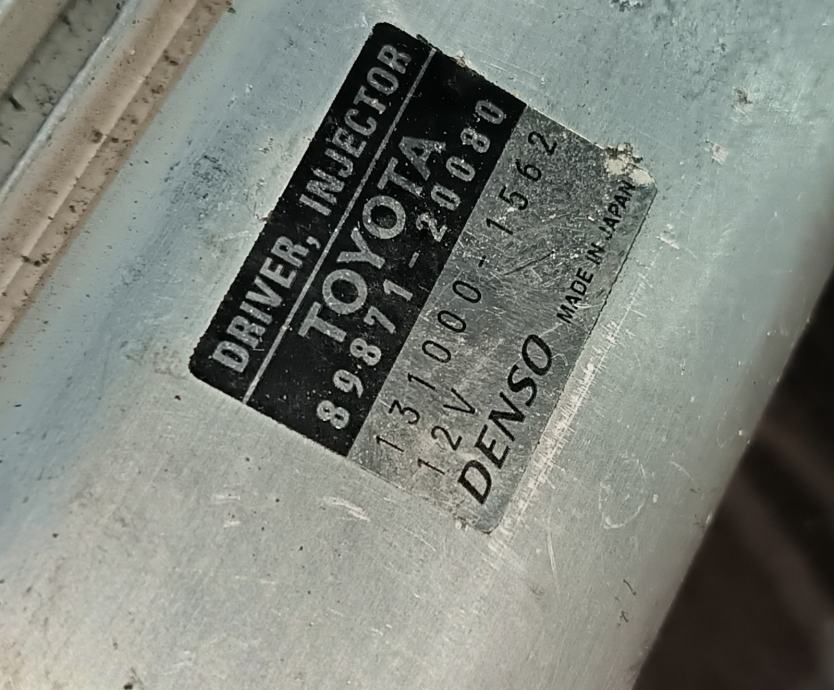 DRIVER, INJECTOR
TOYOTA
89871-20080
131000-1562
12V
DENSO MADE IN JAPAN